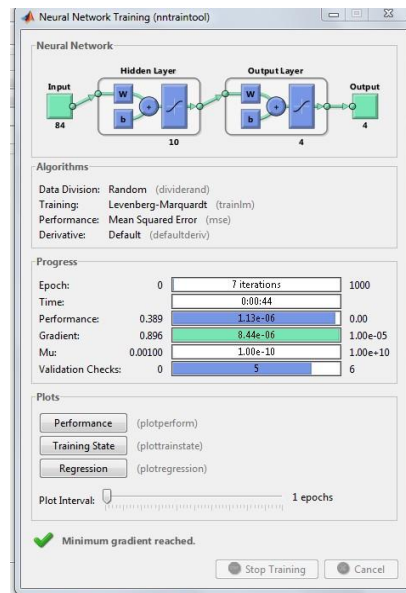 Neural Network Training (nntraintool)
Neural Network
Hidden Layer Output Layer
Input Output
W W
b b
84 4
10 4
Algorithms
Data Division: Random (dividerand)
Training: Levenberg-Marquardt (trainlm)
Performance: Mean Squared Error (mse)
Derivative: Default (defaultderiv)
Progress
Epoch: 0 7 iterations 1000
Time: 0:00:44
Performance: 0.389 1.13e-06 0.00
Gradient: 0.896 8.44e-06 1.00e-05
Mu: 0.00100 1.00e-10 1.00e+10
Validation Checks: 0 5 6
Plots
Performance (plotperform)
Training State (plottrainstate)
Regression (plotregression)
Plot Interval: 1 epochs
Minimum gradient reached.
Stop Training Cancel